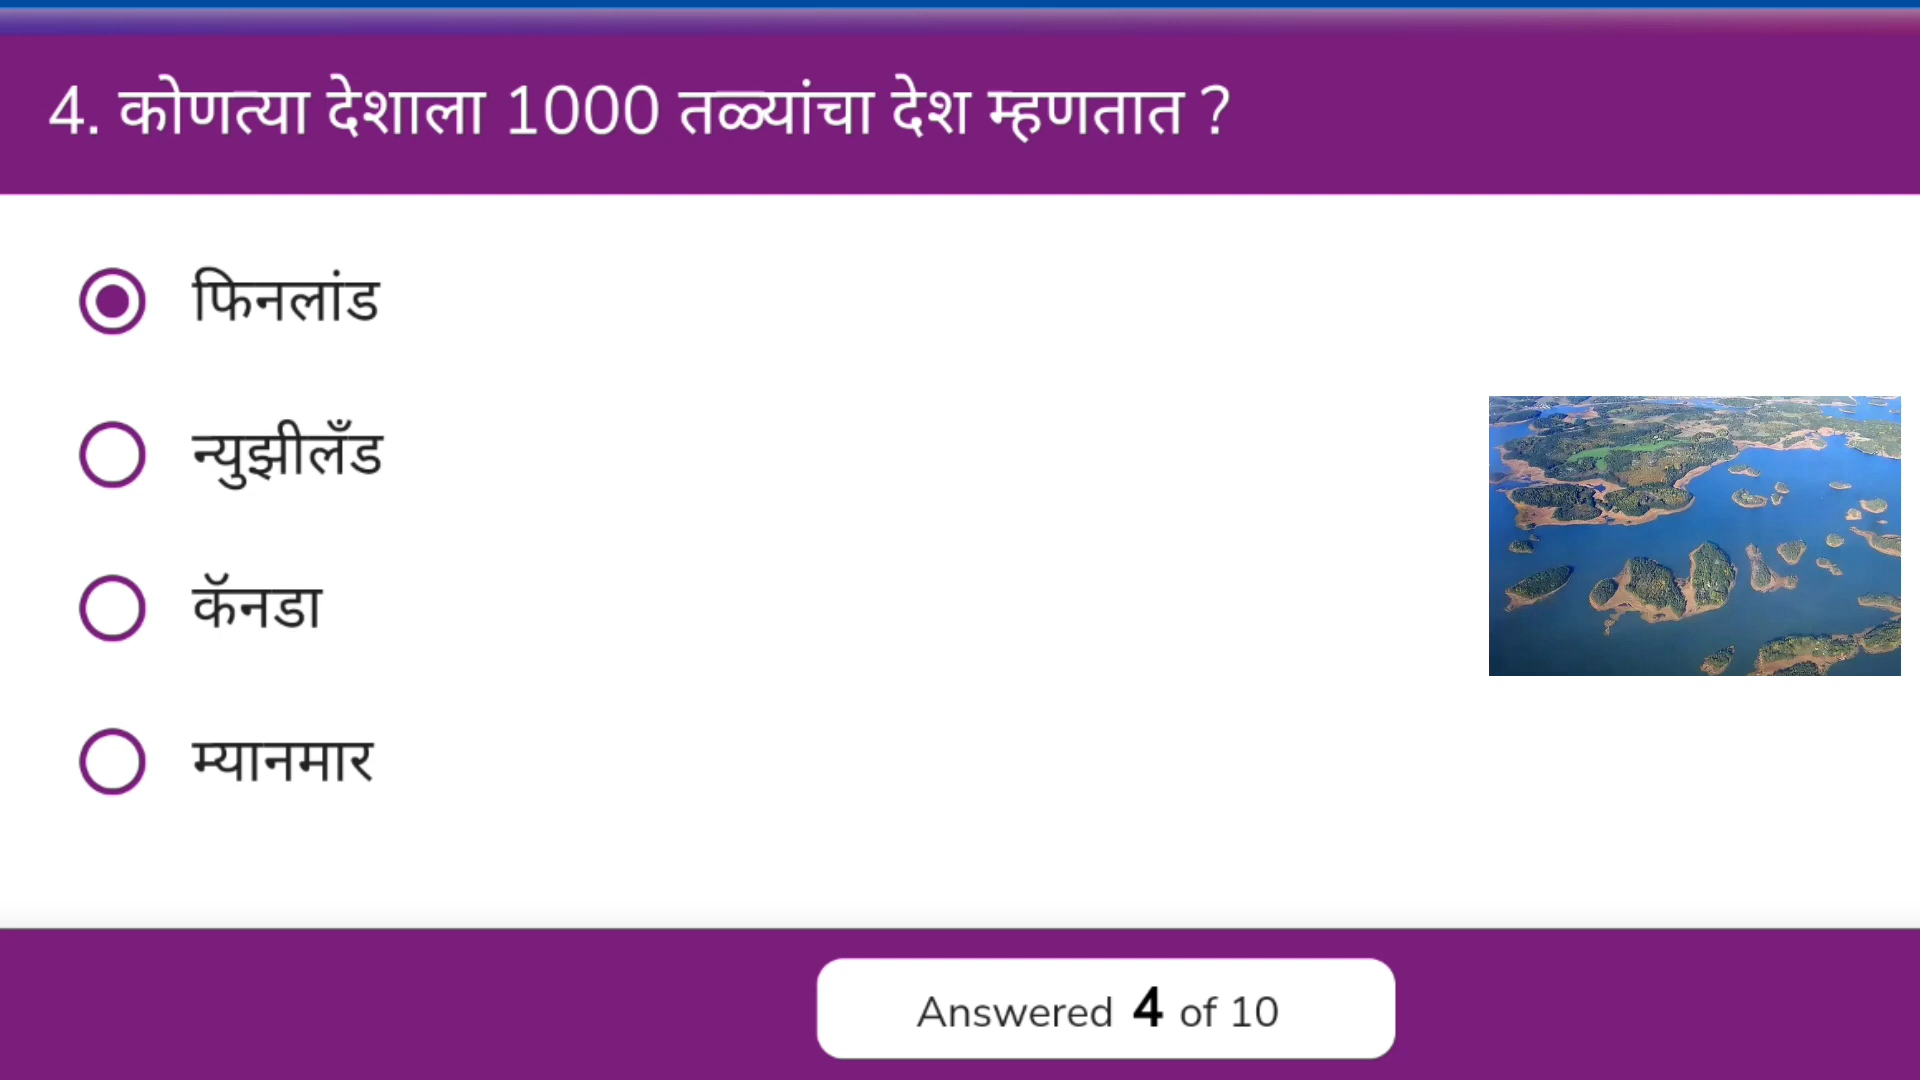 4. कोणत्या देशाला 1000 तळ्यांचा देश म्हणतात ?
फिनलांड
न्युझीलँड
कॅनडा
म्यानमार
Answered 4 of 10